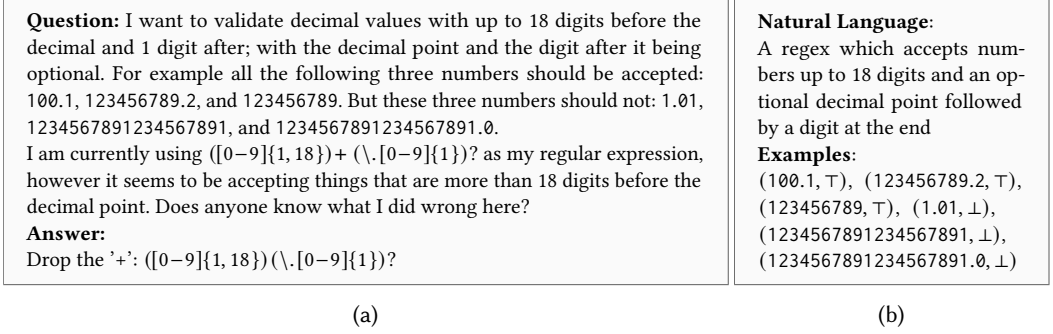 Question: I want to validate decimal values with up to 18 digits before the
decimal and 1 digit after; with the decimal point and the digit after it being
optional. For example all the following three numbers should be accepted:
100.1, 123456789.2, and 123456789. But these three numbers should not: 1.01,
1234567891234567891, and 1234567891234567891.0.
I am currently using ([0−9]{1,18})+ (\.[0−9]{1})? as my regular expression,
however it seems to be accepting things that are more than 18 digits before the
decimal point. Does anyone know what I did wrong here?
Answer:
Drop the '+': ([0−9]{1,18})(\.[0−9]{1})?
(a)
Natural Language:
A regex which accepts num-
bers up to 18 digits and an op-
tional decimal point followed
by a digit at the end
Examples:
(100.1, ⊤), (123456789.2, ⊤),
(123456789, ⊤), (1.01, ⊥),
(1234567891234567891, ⊥),
(1234567891234567891.0, ⊥)
(b)